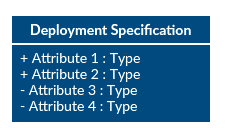 Deployment Specification
+ Attribute 1 : Type
+ Attribute 2 : Type
- Attribute 3 : Type
- Attribute 4 : Type